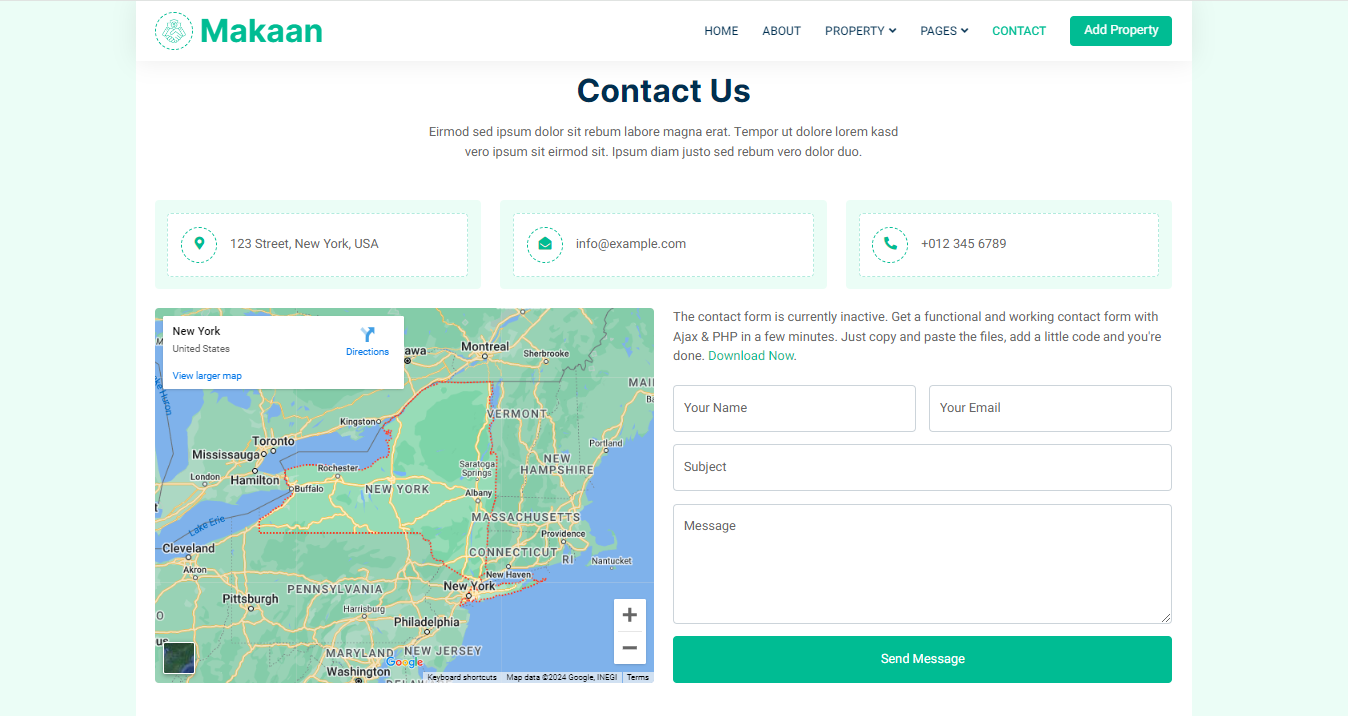 Makaan
HOME ABOUT PROPERTY PAGES CONTACT Add Property
Contact Us
Eirmod sed ipsum dolor sit rebum labore magna erat. Tempor ut dolore lorem kasd
vero ipsum sit eirmod sit. Ipsum diam justo sed rebum vero dolor duo.
123 Street, New York, USA
info@example.com
+012 345 6789
New York
United States
Directions
View larger map
awa
Montreal
Sherbrooke
Lake Huron
MAI
VERMONT
Kingston
Toronto
Portland
Mississauga
NEW
HAMPSHIRE
London
Hamilton
Rochester
Saratoga
Springs
Buffalo
NEW YORK
Albany
MASSACHUSETTS
Lake Erie
Providence
Cleveland
CONNECTICUT
RI
Nantucket
Akron
New Haven
New York
PENNSYLVANIA
Pittsburgh
Harrisburg
Philadelphia
MARYLAND
NEW JERSEY
Google
Washington
Keyboard shortcuts Map data ©2024 Google, INEGI Terms
The contact form is currently inactive. Get a functional and working contact form with
Ajax & PHP in a few minutes. Just copy and paste the files, add a little code and you're
done. Download Now.
Your Name
Your Email
Subject
Message
Send Message